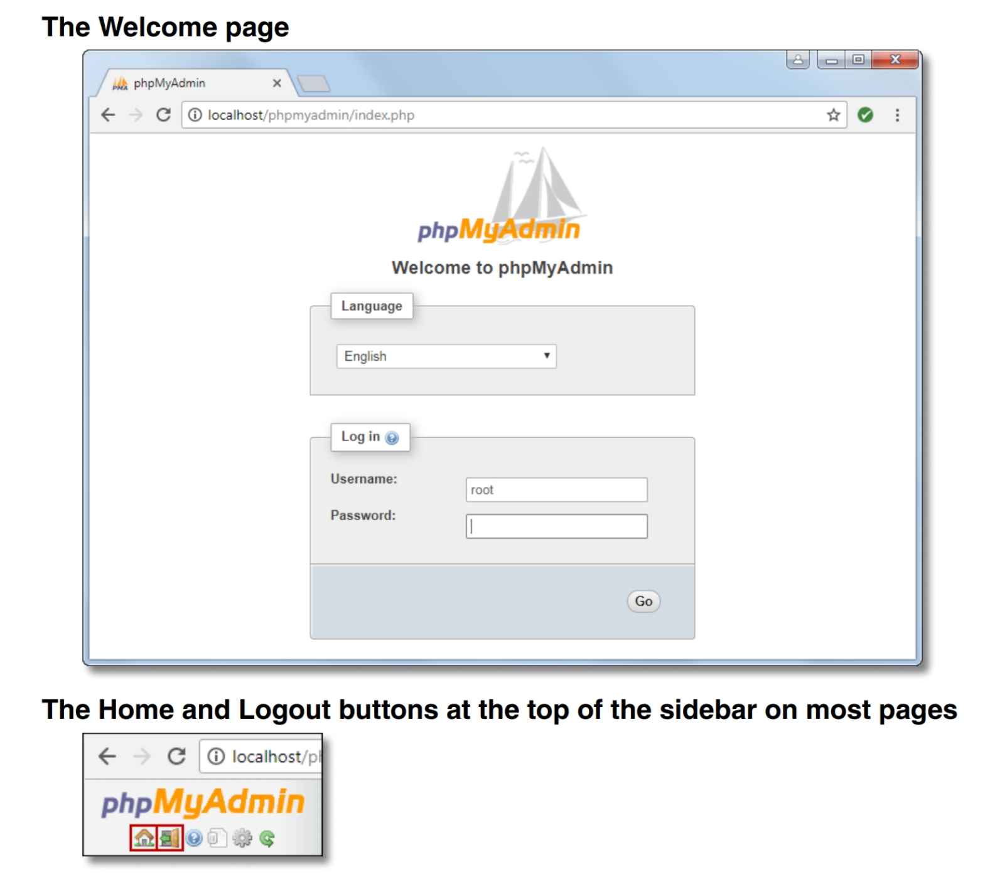 The Welcome page
PMA phpMyAdmin
localhost/phpmyadmin/index.php
phpMyAdmin
Welcome to phpMyAdmin
Language
English
Log in
Username:
root
Password:
Go
The Home and Logout buttons at the top of the sidebar on most pages
localhost/p
phpMyAdmin